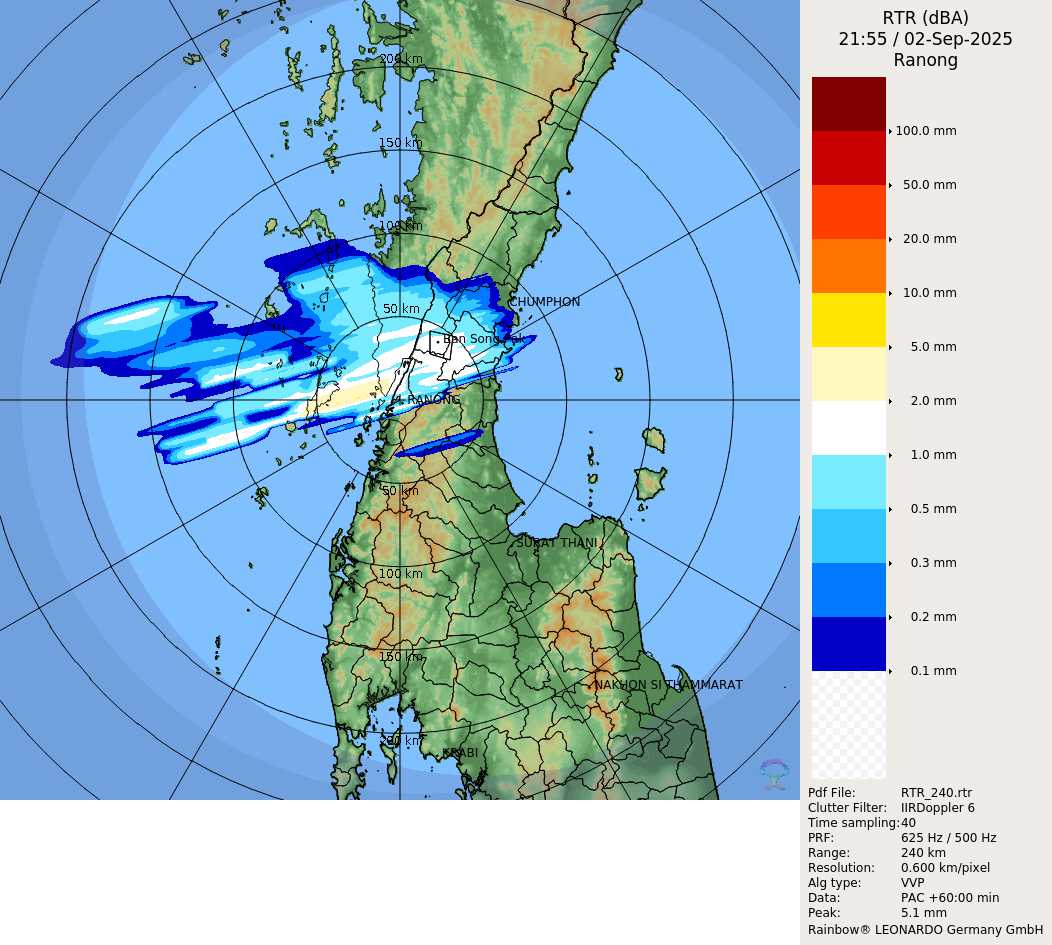 RTR (dBA)
21:55 / 02-Sep-2025
Ranong
200 km
150 km
100 km
50 km
CHUMPHON
RANONG
50 km
SURAT THANI
100 km
150 km
NAKHON SI THAMMARAT
200 km
KRABI
100.0 mm
50.0 mm
20.0 mm
10.0 mm
5.0 mm
2.0 mm
1.0 mm
0.5 mm
0.3 mm
0.2 mm
0.1 mm
Pdf File: RTR_240.rtr
Clutter Filter: IIRDoppler 6
Time sampling:40
PRF: 625 Hz / 500 Hz
Range: 240 km
Resolution: 0.600 km/pixel
Alg type: VVP
Data: PAC +60:00 min
Peak: 5.1 mm
Rainbow® LEONARDO Germany GmbH